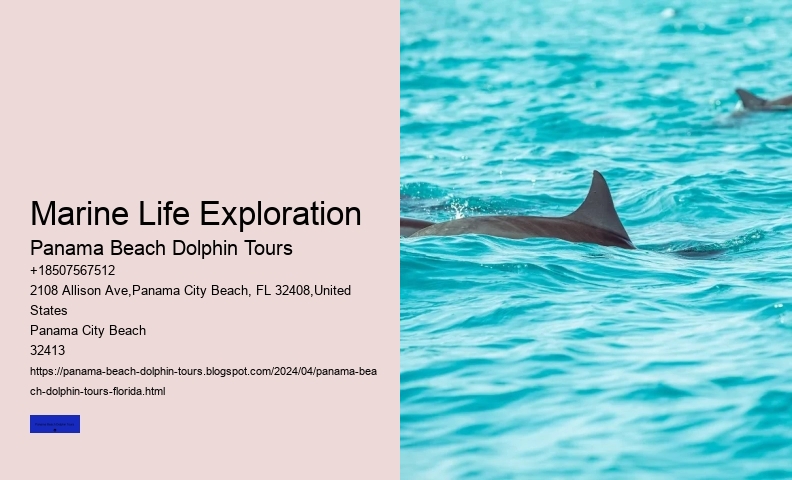 Marine Life Exploration
Panama Beach Dolphin Tours
+18507567512
2108 Allison Ave,Panama City Beach, FL 32408,United
States
Panama City Beach
32413
https://panama-beach-dolphin-tours.blogspot.com/2024/04/panama-bea
ch-dolphin-tours-florida.html